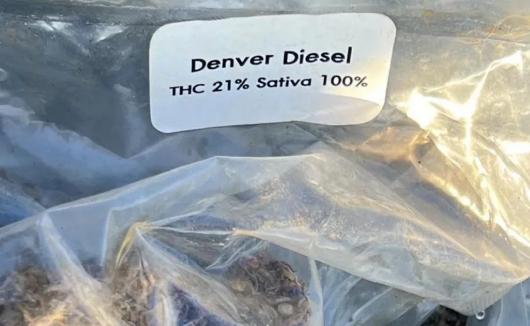 Denver Diesel
THC 21% Sativa 100%